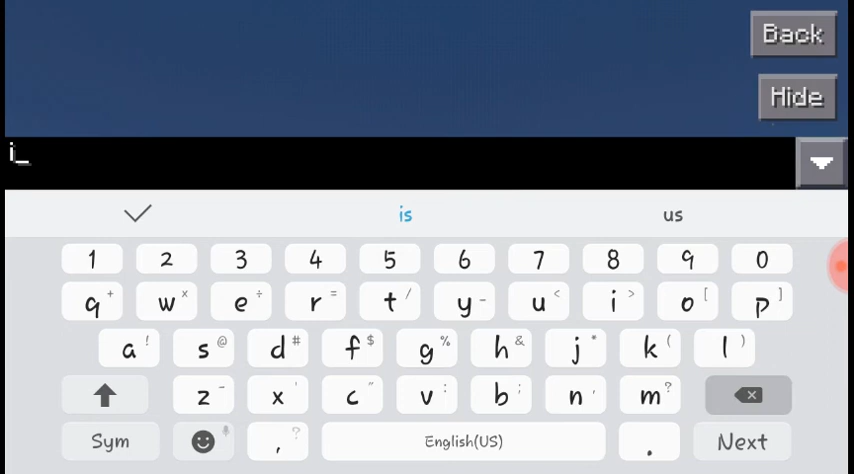 Back
Hide
i_
is us
1 2 3 4 5 6 7 8 9 0
q + w x e ÷ r = t / y _ u < i > o [ p ]
a ! s @ d # f $ g % h & j * k ( l )
z - x ' c " v : b ; n , m ?
Sym , ? English(US) . Next